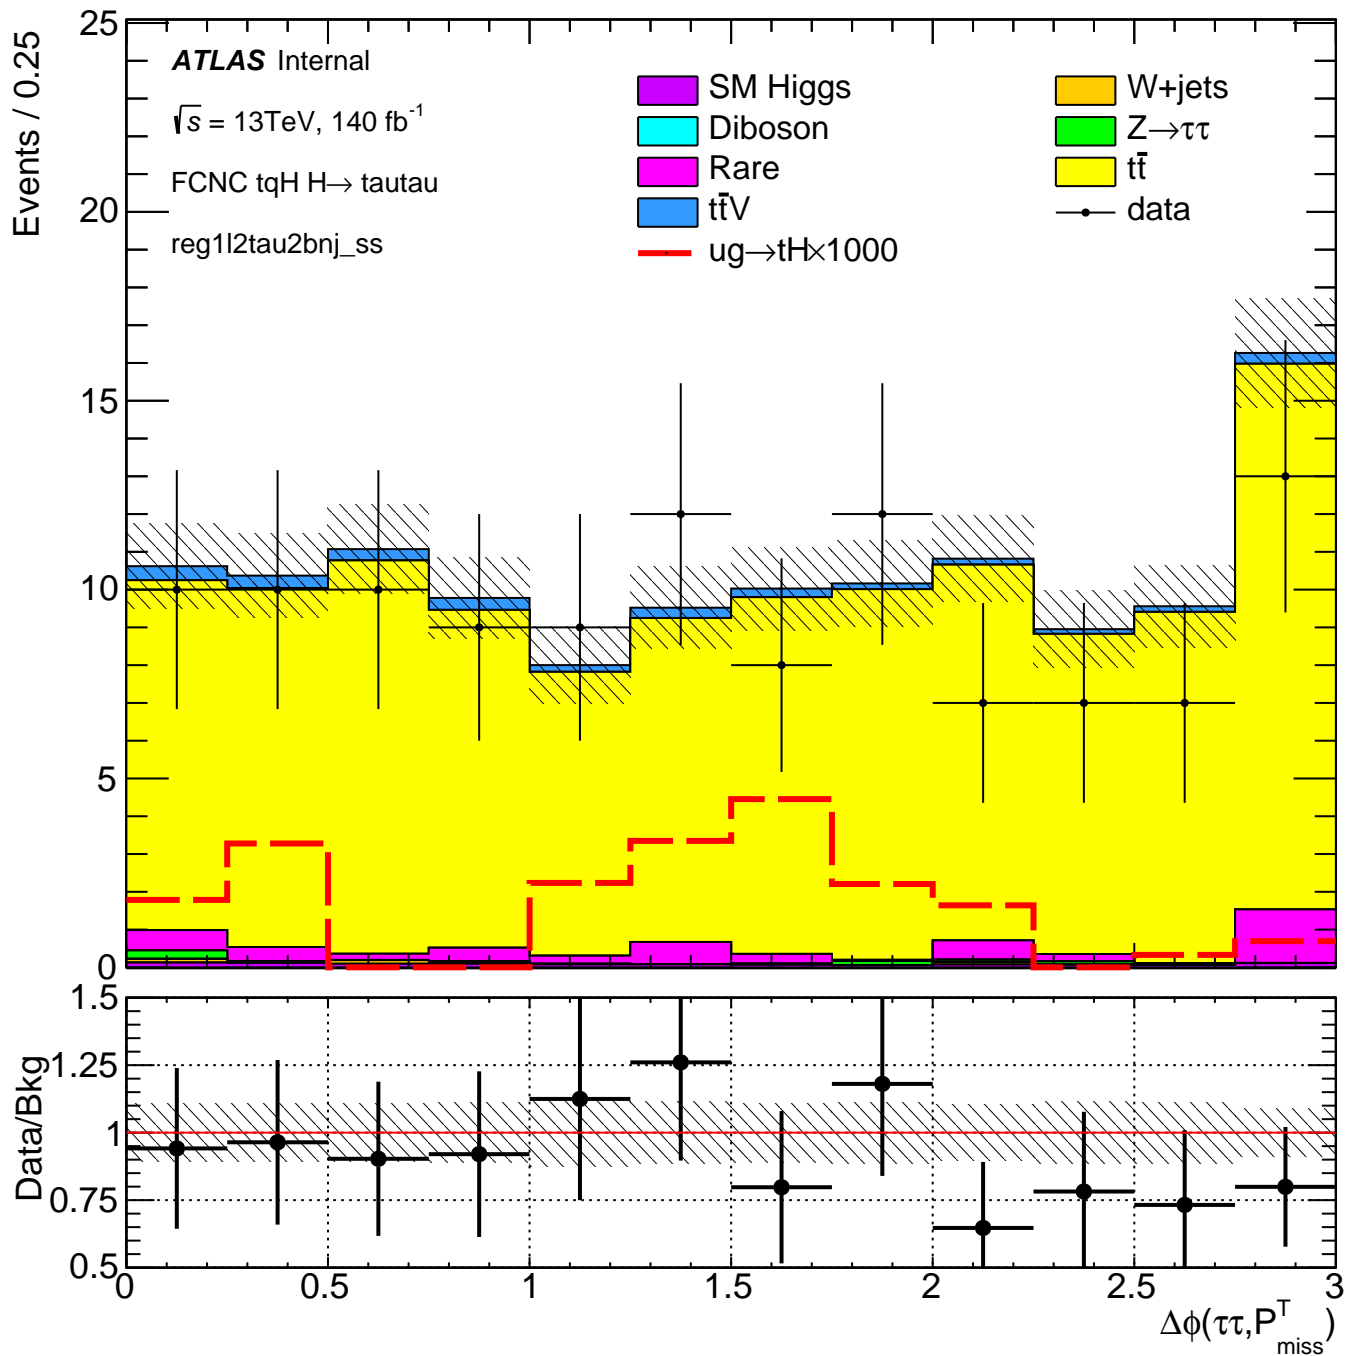 Events / 0.25
25
20
15
10
5
0
ATLAS Internal
√s = 13TeV, 140 fb⁻¹
FCNC tqH H→ tautau
reg1l2tau2bnj_ss
SM Higgs
Diboson
Rare
tt̄V
ug→tH×1000
W+jets
Z→ττ
tt̄
data
Data/Bkg
1.5
1.25
1
0.75
0.5
0 0.5 1 1.5 2 2.5 3
Δϕ(ττ,P^T_miss)